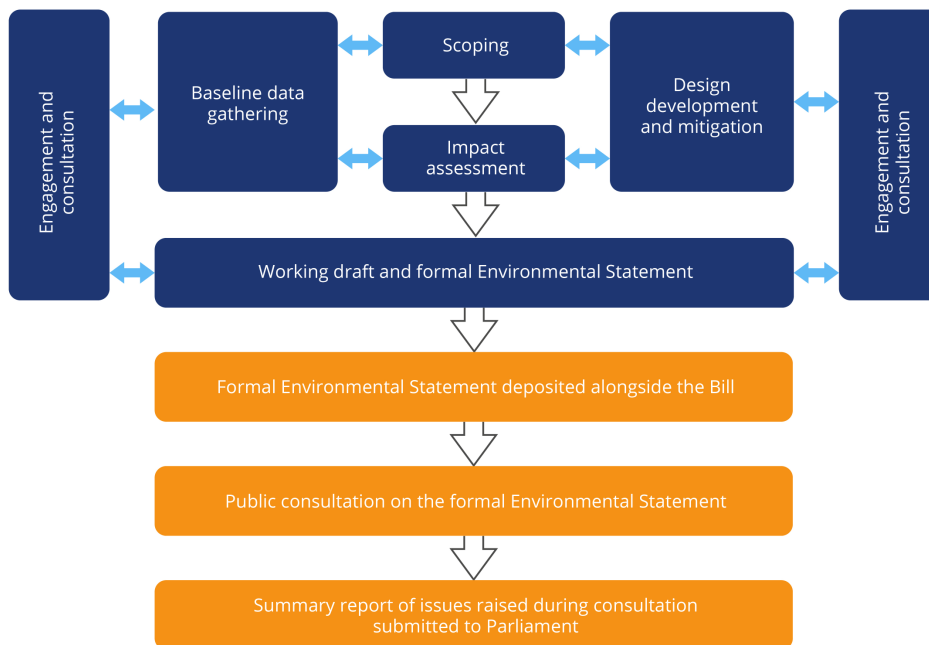 Engagement and
consultation
Baseline data
gathering
Scoping
Impact
assessment
Design
development
and mitigation
Engagement and
consultation
Working draft and formal Environmental Statement
Formal Environmental Statement deposited alongside the Bill
Public consultation on the formal Environmental Statement
Summary report of issues raised during consultation
submitted to Parliament